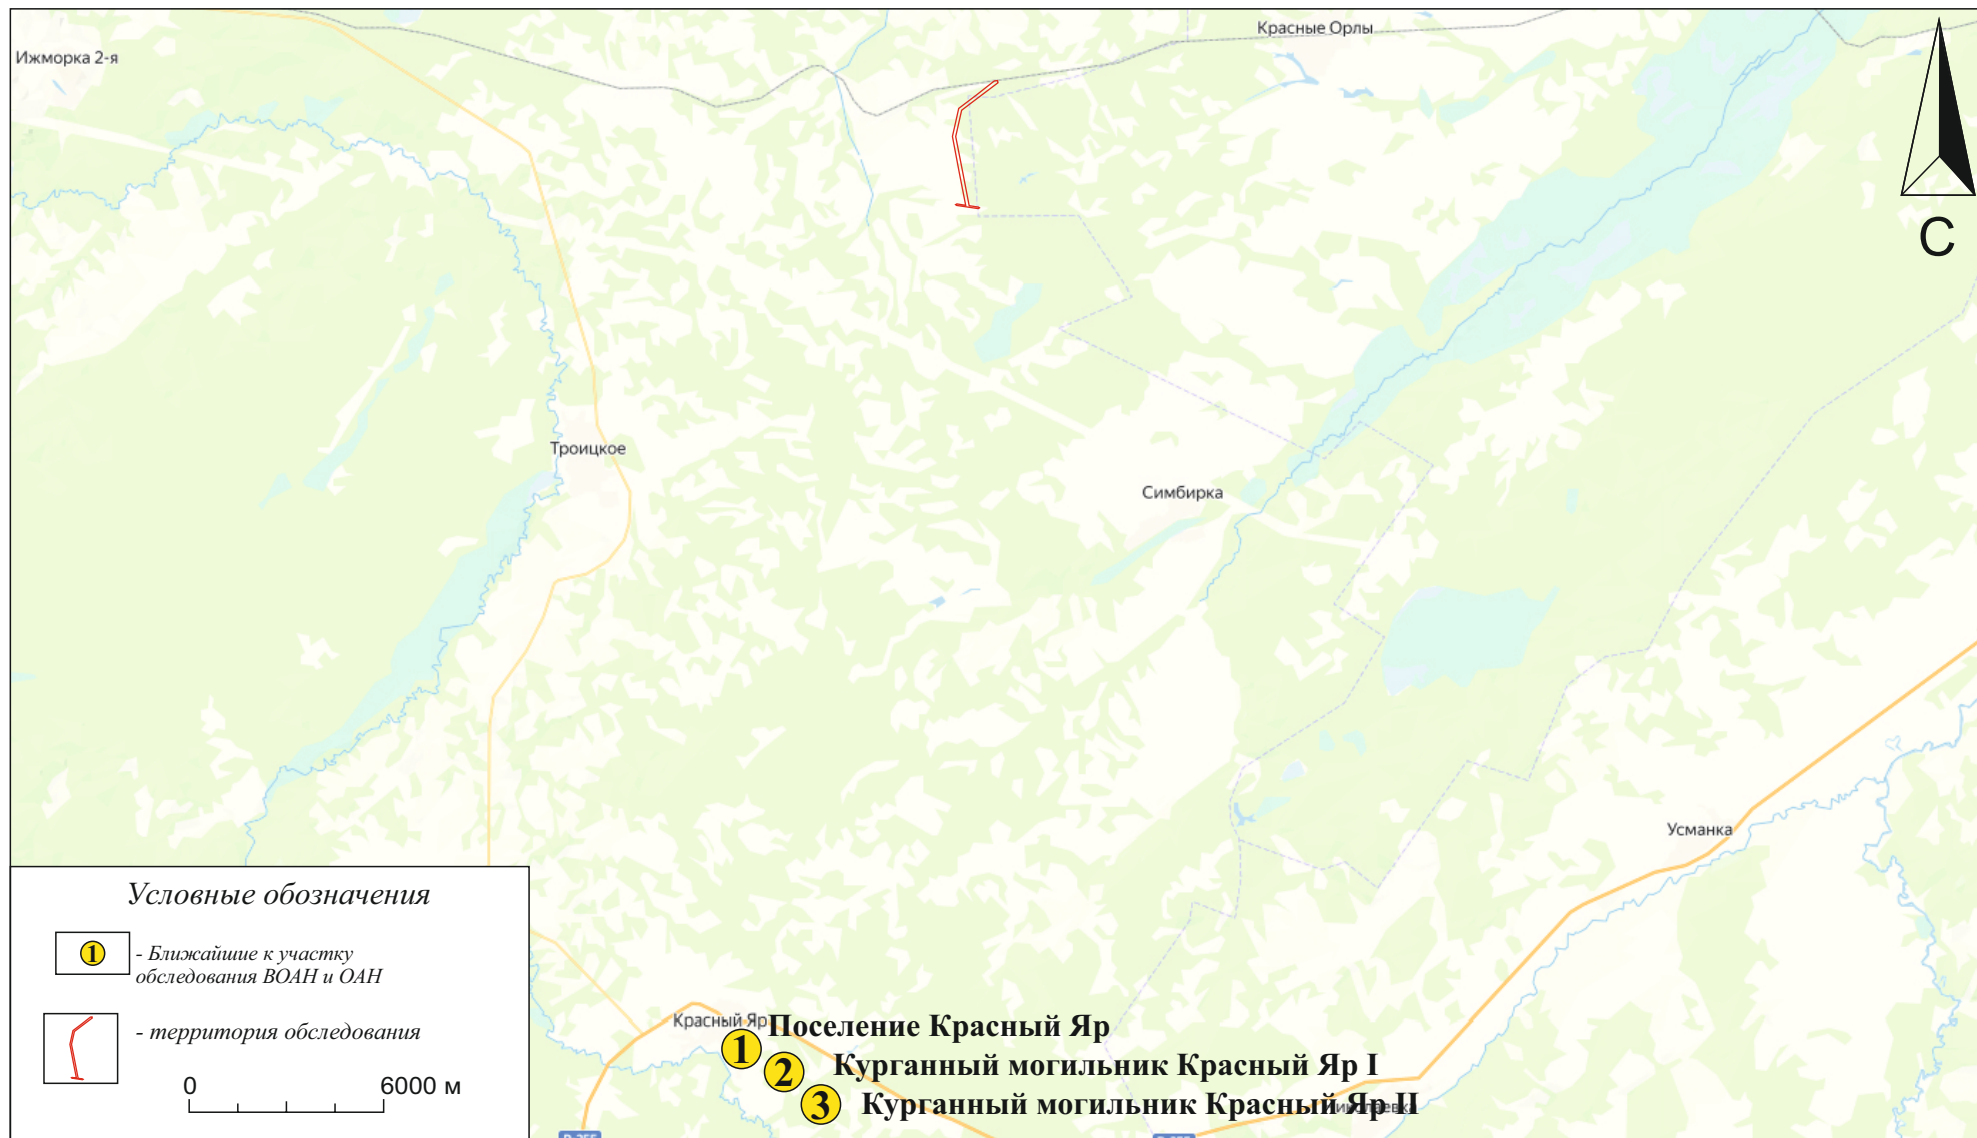 Красные Орлы
Ижморка 2-я
С
Троицкое
Симбирка
Усманка
Условные обозначения
1
- Ближайшие к участку
обследования ВОАН и ОАН
- территория обследования
0 6000 м
Красный Яр
1 Поселение Красный Яр
2 Курганный могильник Красный Яр I
3 Курганный могильник Красный Яр II